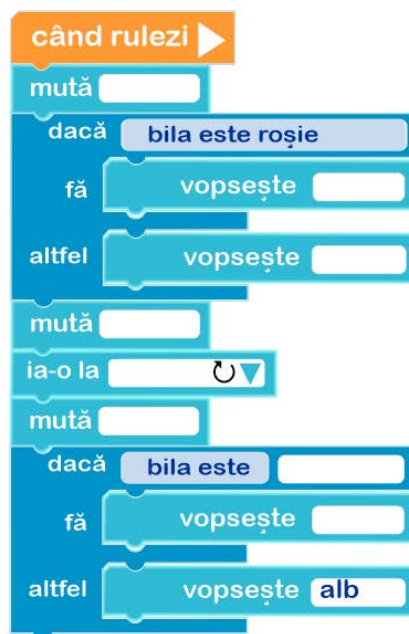 când rulezi
mută
dacă bila este roșie
fă vopsește
altfel vopsește
mută
ia-o la
mută
dacă bila este
fă vopsește
altfel vopsește alb